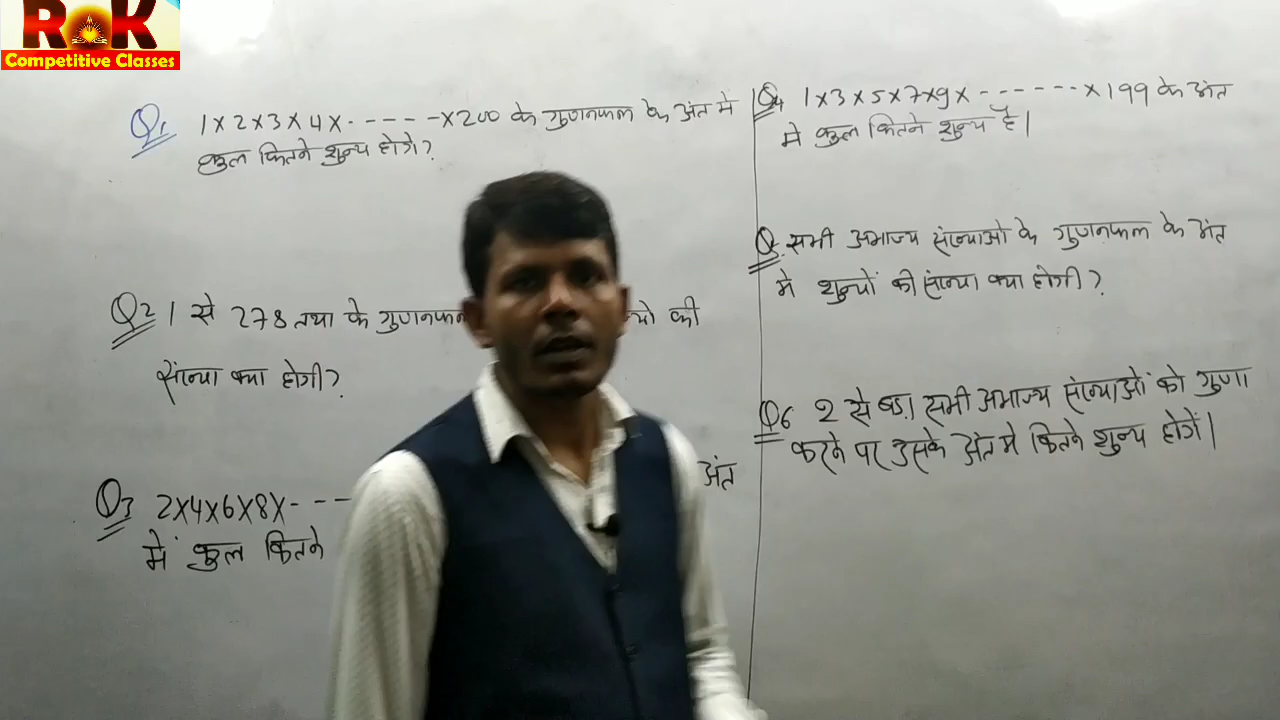 RK
Competitive Classes
Q1 1×2×3×4×-----×200 के गुणनफल के अंत मे
कुल कितने शुन्य होगे?
Q2 1 से 278 तथा के गुणनफल की
संख्या क्या होगी?
Q3 2×4×6×8×--- अंत
में कुल कितने
Q4 1×3×5×7×9×-------×199 के अंत
मे कुल कितने शुन्य है।
Q. सभी अभाज्य संख्याओ के गुणनफल के अंत
मे शुन्यों की संख्या क्या होगी?
Q6 2 से बड़ा सभी अभाज्य संख्याओं को गुणा
करने पर उसके अंत मे कितने शुन्य होगें।